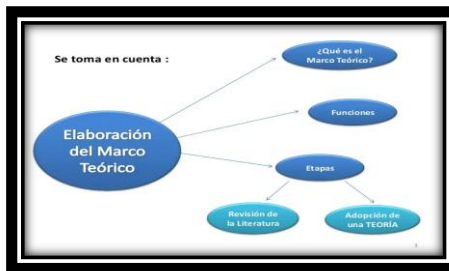 Se toma en cuenta :
¿Qué es el
Marco Teórico?
Funciones
Elaboración
del Marco
Teórico
Etapas
Revisión de
la Literatura
Adopción de
una TEORÍA